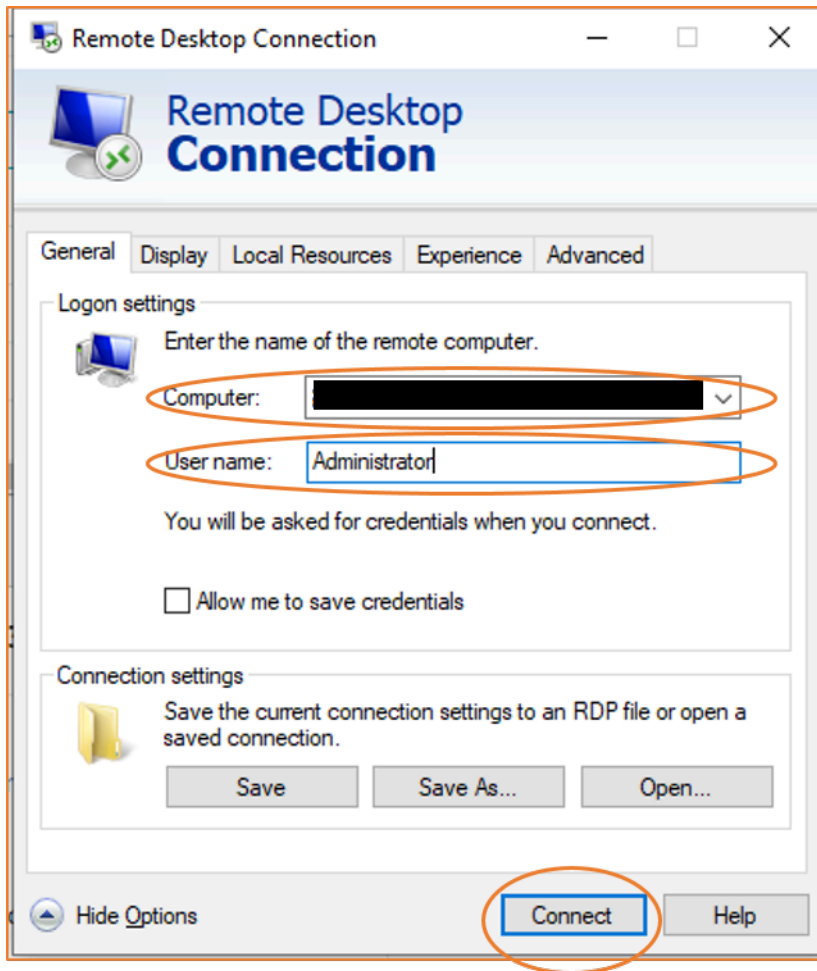 Remote Desktop Connection
Remote Desktop
Connection
General Display Local Resources Experience Advanced
Logon settings
Enter the name of the remote computer.
Computer:
User name: Administrator
You will be asked for credentials when you connect.
Allow me to save credentials
Connection settings
Save the current connection settings to an RDP file or open a
saved connection.
Save Save As... Open...
Hide Options Connect Help